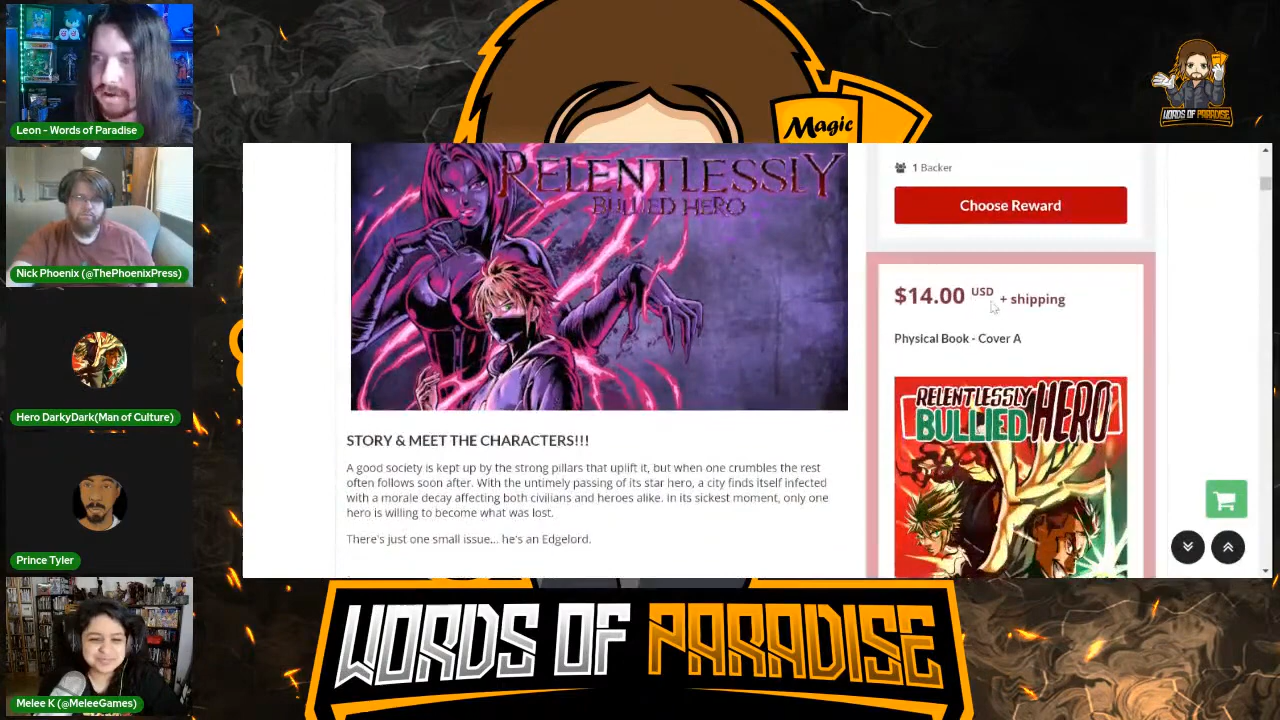 Leon - Words of Paradise
Nick Phoenix (@ThePhoenixPress)
Hero DarkyDark(Man of Culture)
Prince Tyler
Melee K (@MeleeGames)
Magic
WORDS OF PARADISE
RELENTLESSLY
BULLIED HERO
1 Backer
Choose Reward
$14.00 USD + shipping
Physical Book - Cover A
RELENTLESSLY
BULLIED HERO
STORY & MEET THE CHARACTERS!!!
A good society is kept up by the strong pillars that uplift it, but when one crumbles the rest
often follows soon after. With the untimely passing of its star hero, a city finds itself infected
with a morale decay affecting both civilians and heroes alike. In its sickest moment, only one
hero is willing to become what was lost.
There's just one small issue... he's an Edgelord.
WORDS OF PARADISE